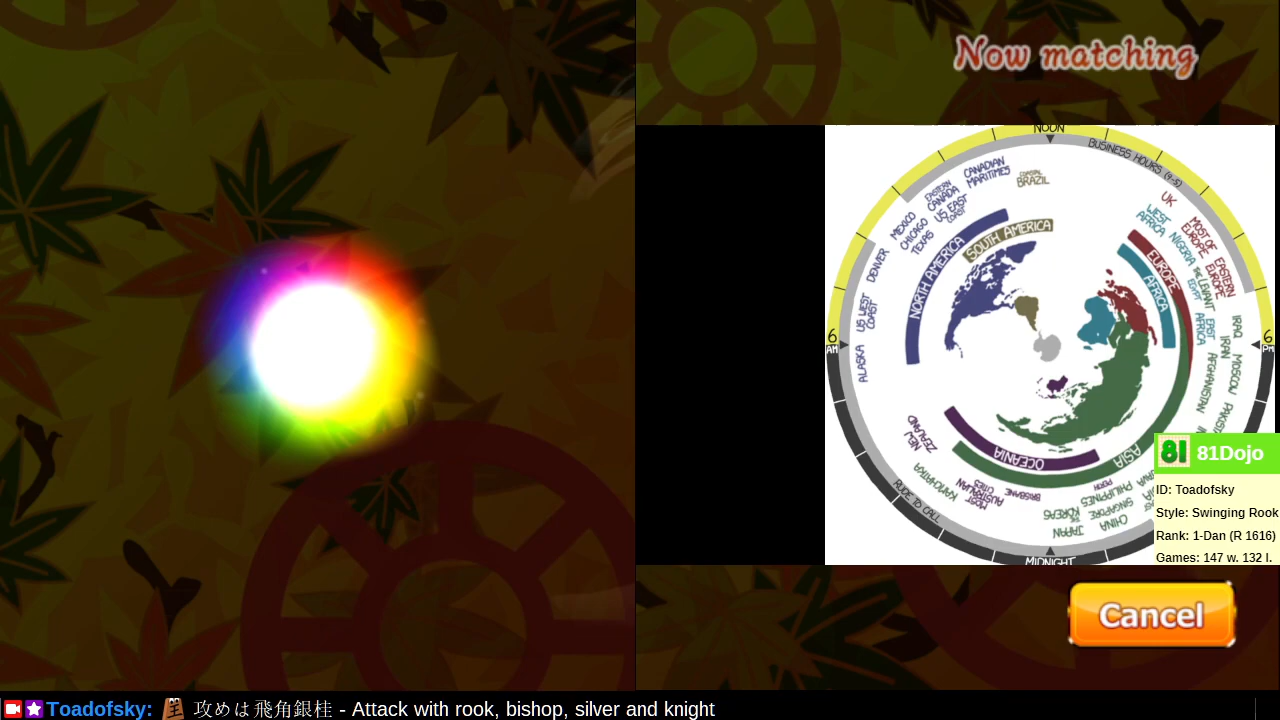 Now matching
NOON
BUSINESS HOURS (9-5)
CANADIAN MARITIMES
COASTAL BRAZIL
EASTERN CANADA
US EAST COAST
MEXICO
CHICAGO
TEXAS
DENVER
US WEST COAST
ALASKA
UK
WEST AFRICA
NIGERIA
MOST OF EUROPE
EASTERN EUROPE
THE LEVANT
EGYPT
EAST AFRICA
IRAQ
IRAN
MOSCOW
AFGHANISTAN
NORTH AMERICA
SOUTH AMERICA
EUROPE
AFRICA
ASIA
OCEANIA
6 AM
6 PM
NEW ZEALAND
KAMCHATKA
RUDE TO CALL
MOST AUSTRALIAN CITIES
BRISBANE
PERTH
KOREAS
JAPAN
PHILIPPINES
SINGAPORE
CHINA
MIDNIGHT
81 81Dojo
ID: Toadofsky
Style: Swinging Rook
Rank: 1-Dan (R 1616)
Games: 147 w. 132 l.
Cancel
Toadofsky: 攻めは飛角銀桂 - Attack with rook, bishop, silver and knight